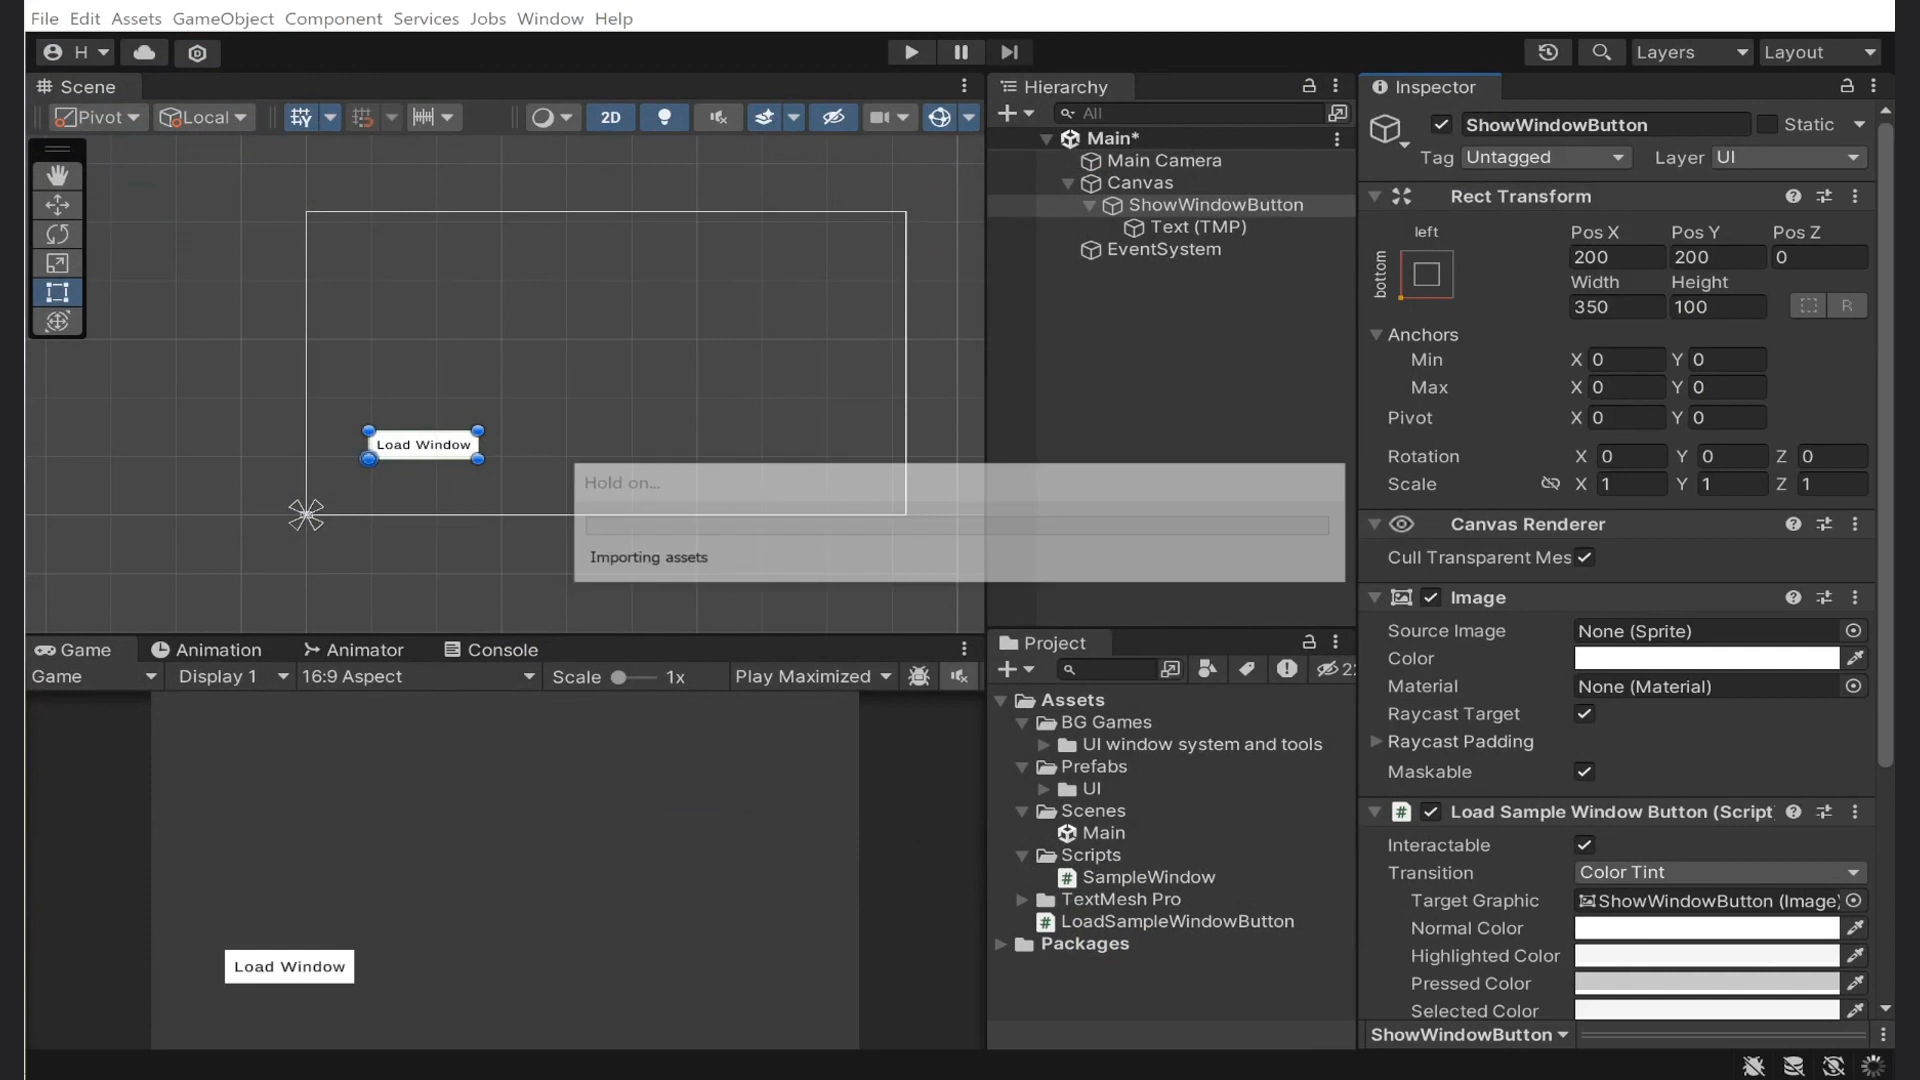 File Edit Assets GameObject Component Services Jobs Window Help
H
Layers Layout
Scene
Pivot Local 2D
Load Window
Hold on...
Importing assets
Hierarchy
All
Main*
Main Camera
Canvas
ShowWindowButton
Text (TMP)
EventSystem
Game Animation Animator Console
Game Display 1 16:9 Aspect Scale 1x Play Maximized
Load Window
Project
22
Assets
BG Games
UI window system and tools
Prefabs
UI
Scenes
Main
Scripts
SampleWindow
TextMesh Pro
LoadSampleWindowButton
Packages
Inspector
ShowWindowButton Static
Tag Untagged Layer UI
Rect Transform
left Pos X Pos Y Pos Z
bottom 200 200 0
Width Height
350 100 R
Anchors
Min X 0 Y 0
Max X 0 Y 0
Pivot X 0 Y 0
Rotation X 0 Y 0 Z 0
Scale X 1 Y 1 Z 1
Canvas Renderer
Cull Transparent Mes
Image
Source Image None (Sprite)
Color
Material None (Material)
Raycast Target
Raycast Padding
Maskable
# Load Sample Window Button (Script
Interactable
Transition Color Tint
Target Graphic ShowWindowButton (Image)
Normal Color
Highlighted Color
Pressed Color
Selected Color
ShowWindowButton